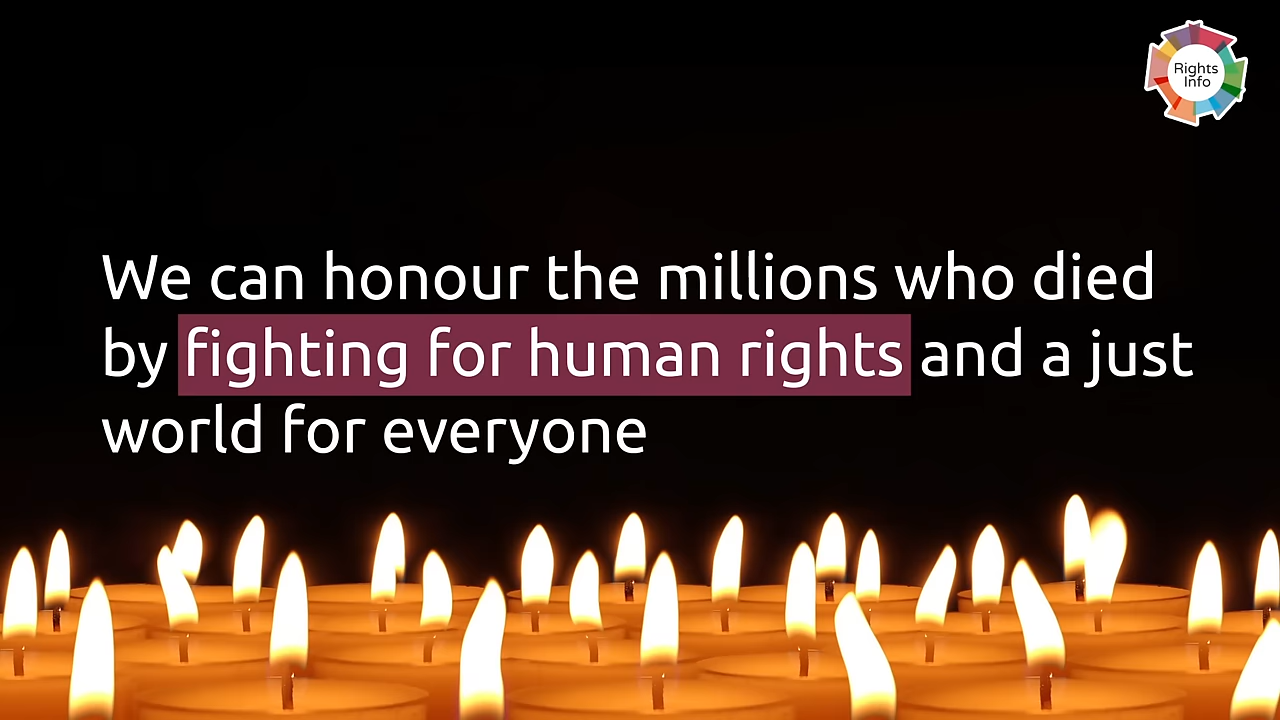 Rights
Info
We can honour the millions who died
by fighting for human rights and a just
world for everyone